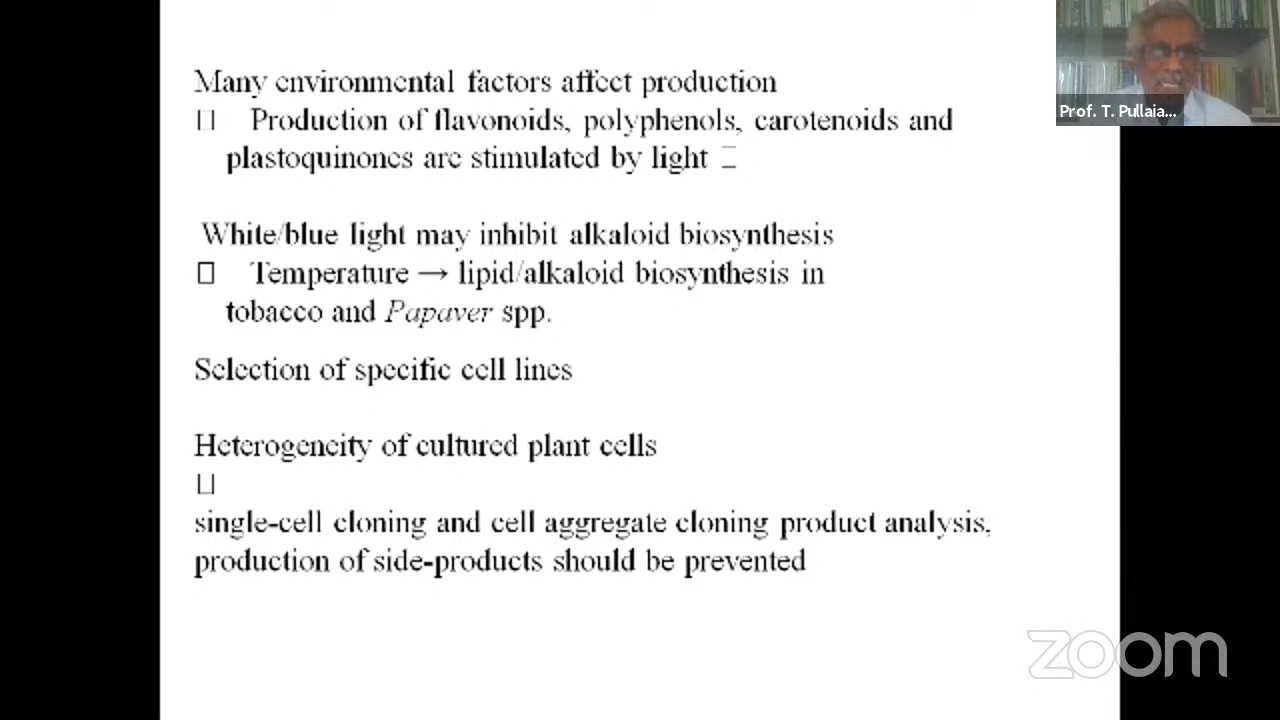 Many environmental factors affect production
Production of flavonoids, polyphenols, carotenoids and
plastoquinones are stimulated by light
White/blue light may inhibit alkaloid biosynthesis
Temperature → lipid/alkaloid biosynthesis in
tobacco and Papaver spp.
Selection of specific cell lines
Heterogeneity of cultured plant cells
single-cell cloning and cell aggregate cloning product analysis,
production of side-products should be prevented
Prof. T. Pullaia...
zoom